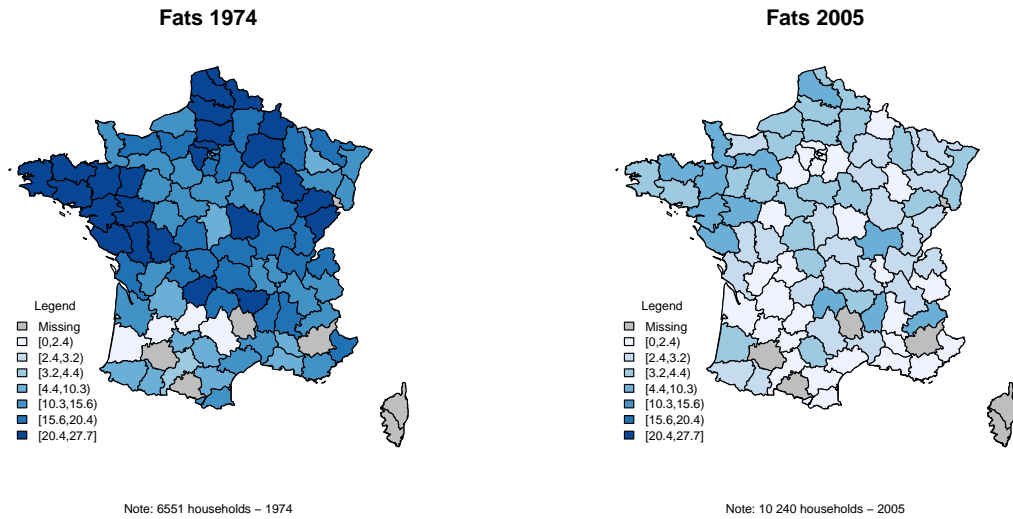 Fats 1974
Legend
Missing
[0,2.4)
[2.4,3.2)
[3.2,4.4)
[4.4,10.3)
[10.3,15.6)
[15.6,20.4)
[20.4,27.7]
Note: 6551 households − 1974
Fats 2005
Legend
Missing
[0,2.4)
[2.4,3.2)
[3.2,4.4)
[4.4,10.3)
[10.3,15.6)
[15.6,20.4)
[20.4,27.7]
Note: 10 240 households − 2005